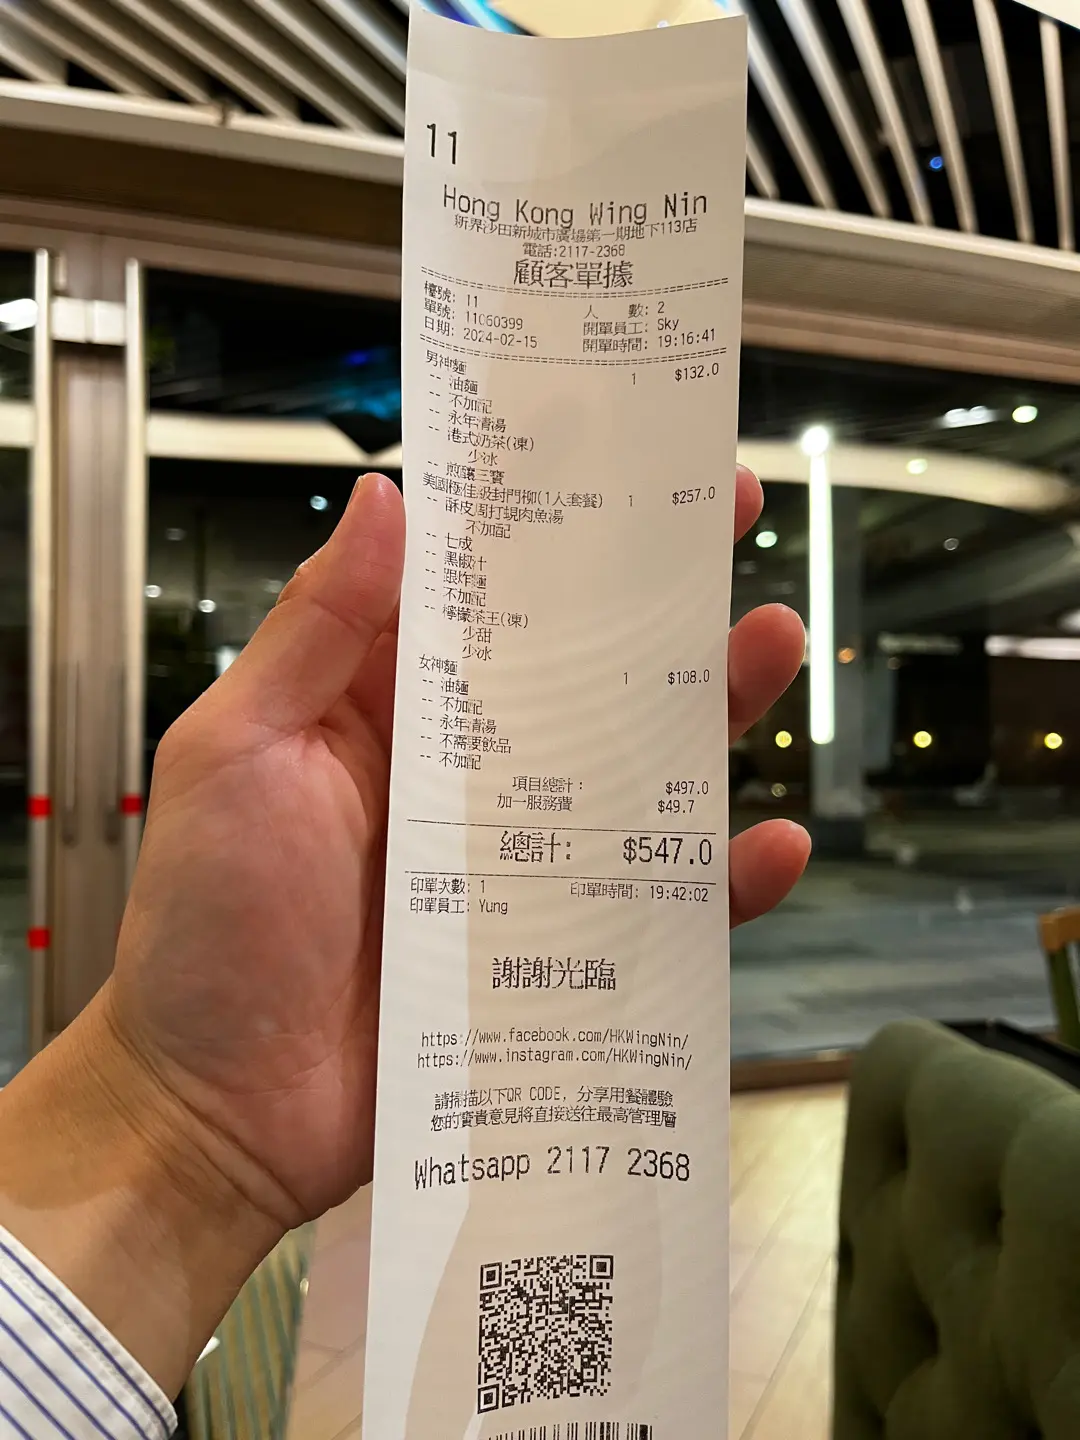 11
Hong Kong Wing Nin
新界沙田新城市廣場第一期地下113店
電話:2117-2368
顧客單據
檯號: 11 人 數: 2
單號: 11060399 開單員工: Sky
日期: 2024-02-15 開單時間: 19:16:41
男神麵 1 $132.0
-- 油麵
-- 不加配
-- 永年清湯
-- 港式奶茶(凍)
少冰
-- 煎釀三寶
美國極佳級封門柳(1人套餐) 1 $257.0
-- 酥皮周打蜆肉魚湯
不加配
-- 七成
-- 黑椒汁
-- 跟炸麵
-- 不加配
-- 檸檬茶王(凍)
少甜
少冰
女神麵 1 $108.0
-- 油麵
-- 不加配
-- 永年清湯
-- 不需要飲品
-- 不加配
項目總計: $497.0
加一服務費 $49.7
總計: $547.0
印單次數: 1 印單時間: 19:42:02
印單員工: Yung
謝謝光臨
https://www.facebook.com/HKWingNin/
https://www.instagram.com/HKWingNin/
請掃描以下QR CODE, 分享用餐體驗
您的寶貴意見將直接送往最高管理層
Whatsapp 2117 2368